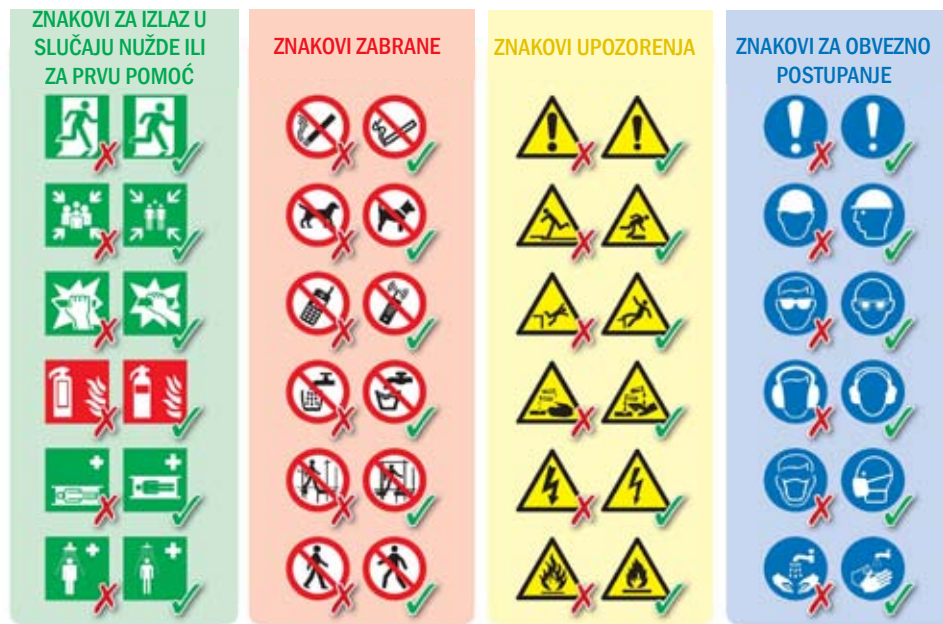 ZNAKOVI ZA IZLAZ U
SLUČAJU NUŽDE ILI
ZA PRVU POMOĆ
ZNAKOVI ZABRANE
ZNAKOVI UPOZORENJA
ZNAKOVI ZA OBVEZNO
POSTUPANJE